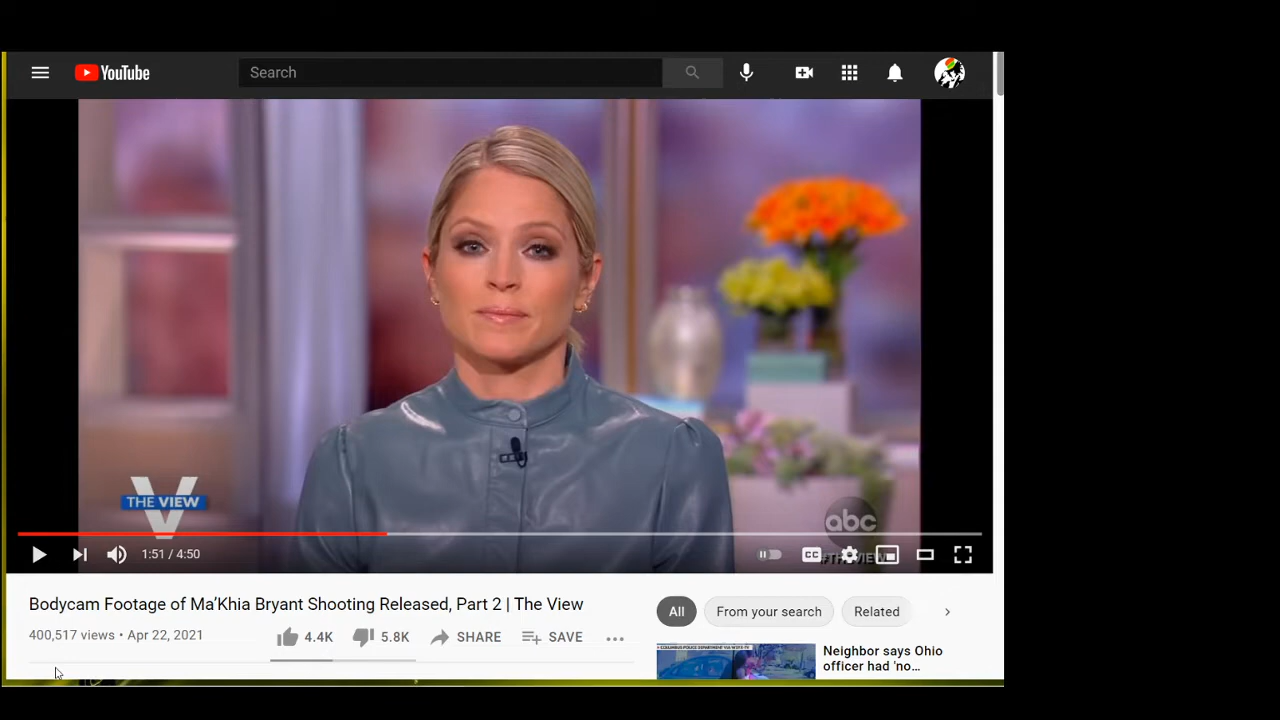 YouTube
Search
THE VIEW
V
abc
#THEVIEW
1:51 / 4:50
CC
Bodycam Footage of Ma’Khia Bryant Shooting Released, Part 2 | The View
400,517 views • Apr 22, 2021
4.4K
5.8K
SHARE
SAVE
All
From your search
Related
Neighbor says Ohio
officer had 'no...